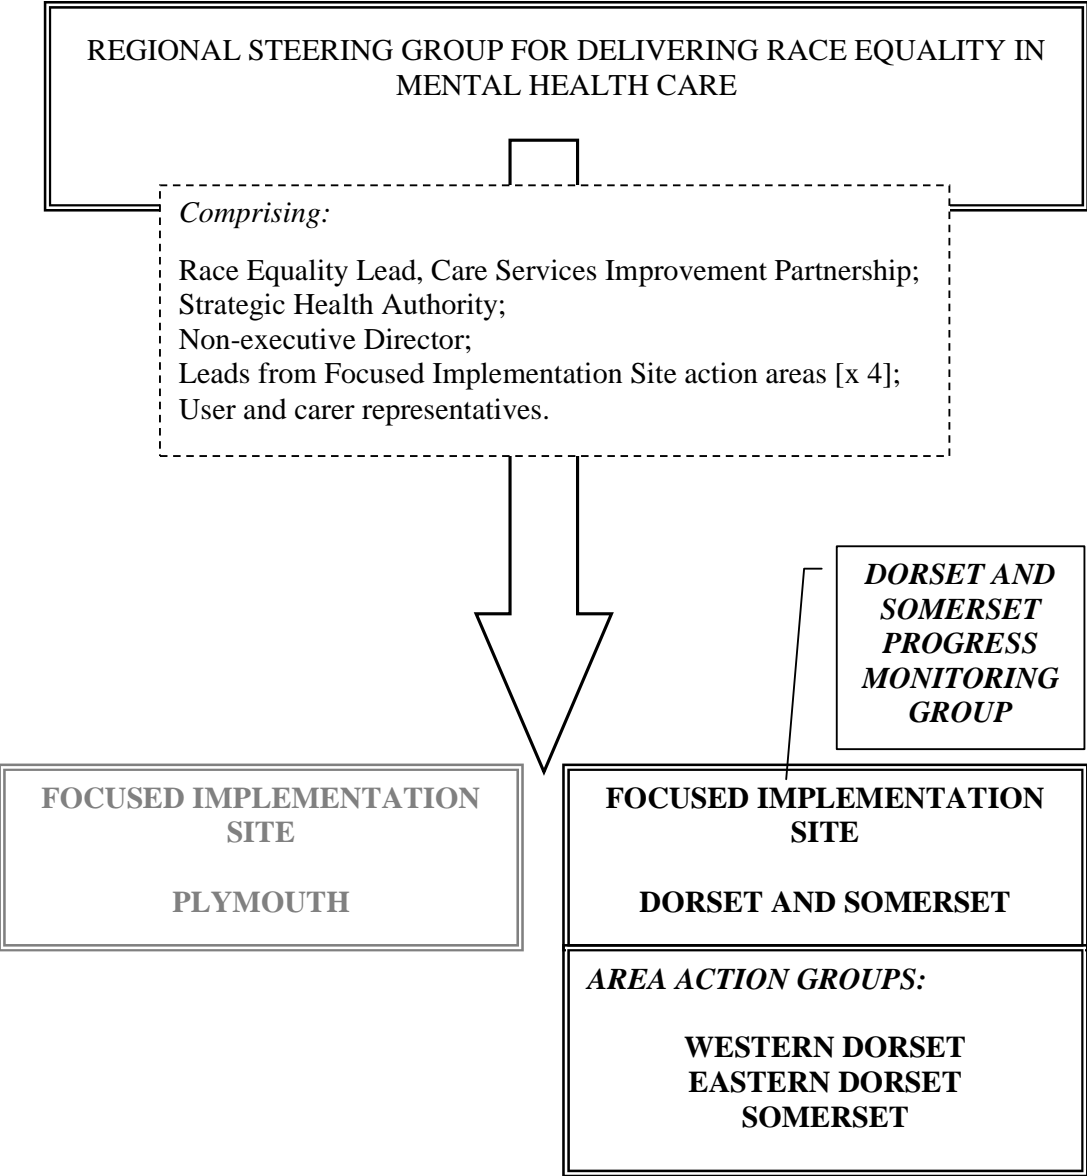 REGIONAL STEERING GROUP FOR DELIVERING RACE EQUALITY IN
MENTAL HEALTH CARE
Comprising:
Race Equality Lead, Care Services Improvement Partnership;
Strategic Health Authority;
Non-executive Director;
Leads from Focused Implementation Site action areas [x 4];
User and carer representatives.
DORSET AND
SOMERSET
PROGRESS
MONITORING
GROUP
FOCUSED IMPLEMENTATION
SITE
PLYMOUTH
FOCUSED IMPLEMENTATION
SITE
DORSET AND SOMERSET
AREA ACTION GROUPS:
WESTERN DORSET
EASTERN DORSET
SOMERSET